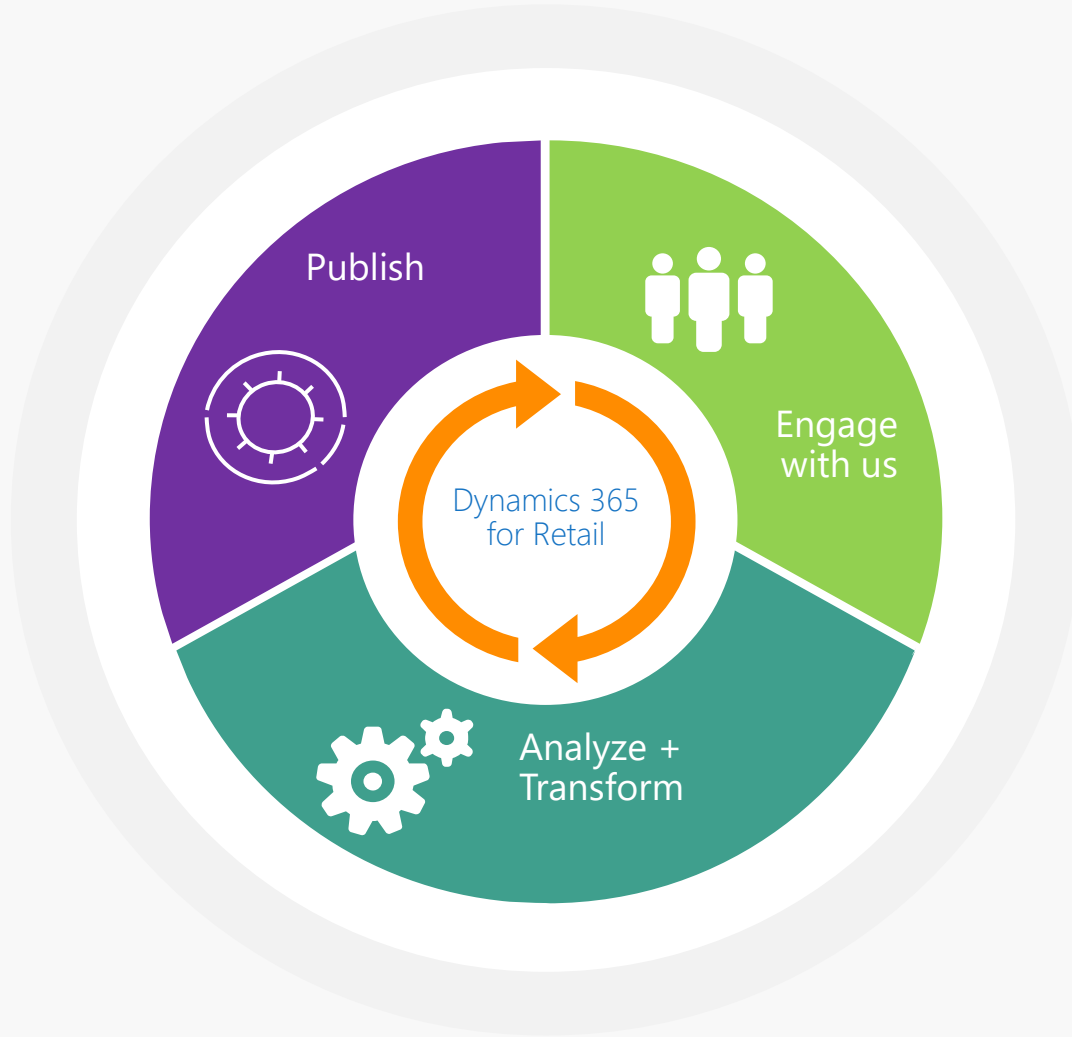 Publish
Engage
with us
Dynamics 365
for Retail
Analyze +
Transform